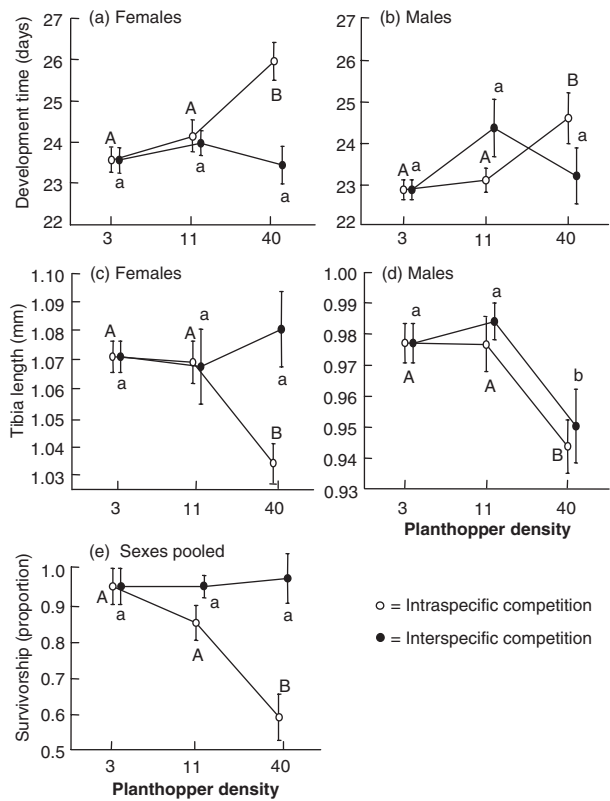 (a) Females
Development time (days)
27
26
25
24
23
22
A
a
A
a
B
a
3
11
40
(b) Males
27
26
25
24
23
22
A
a
a
A
B
a
3
11
40
(c) Females
Tibia length (mm)
1.10
1.09
1.08
1.07
1.06
1.05
1.04
1.03
A
a
a
A
a
B
3
11
40
(d) Males
1.00
0.99
0.98
0.97
0.96
0.95
0.94
0.93
a
A
a
A
b
B
3
11
40
Planthopper density
(e) Sexes pooled
Survivorship (proportion)
1.0
0.9
0.8
0.7
0.6
0.5
A
a
a
A
a
B
3
11
40
Planthopper density
= Intraspecific competition
= Interspecific competition